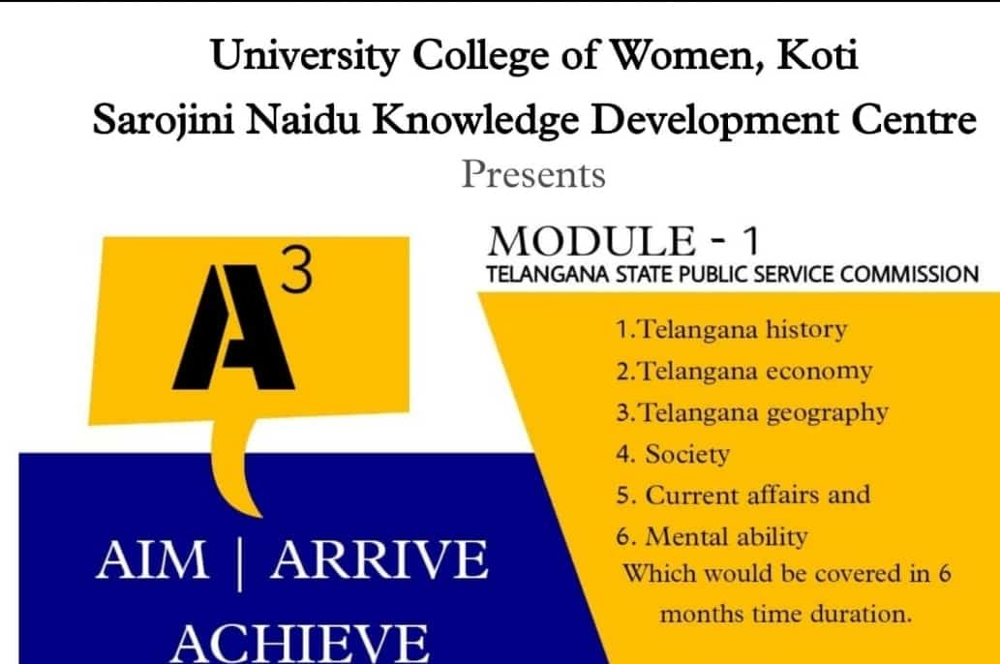 University College of Women, Koti
Sarojini Naidu Knowledge Development Centre
Presents
A3
AIM | ARRIVE
ACHIEVE
MODULE - 1
TELANGANA STATE PUBLIC SERVICE COMMISSION
1.Telangana history
2.Telangana economy
3.Telangana geography
4. Society
5. Current affairs and
6. Mental ability
Which would be covered in 6
months time duration.